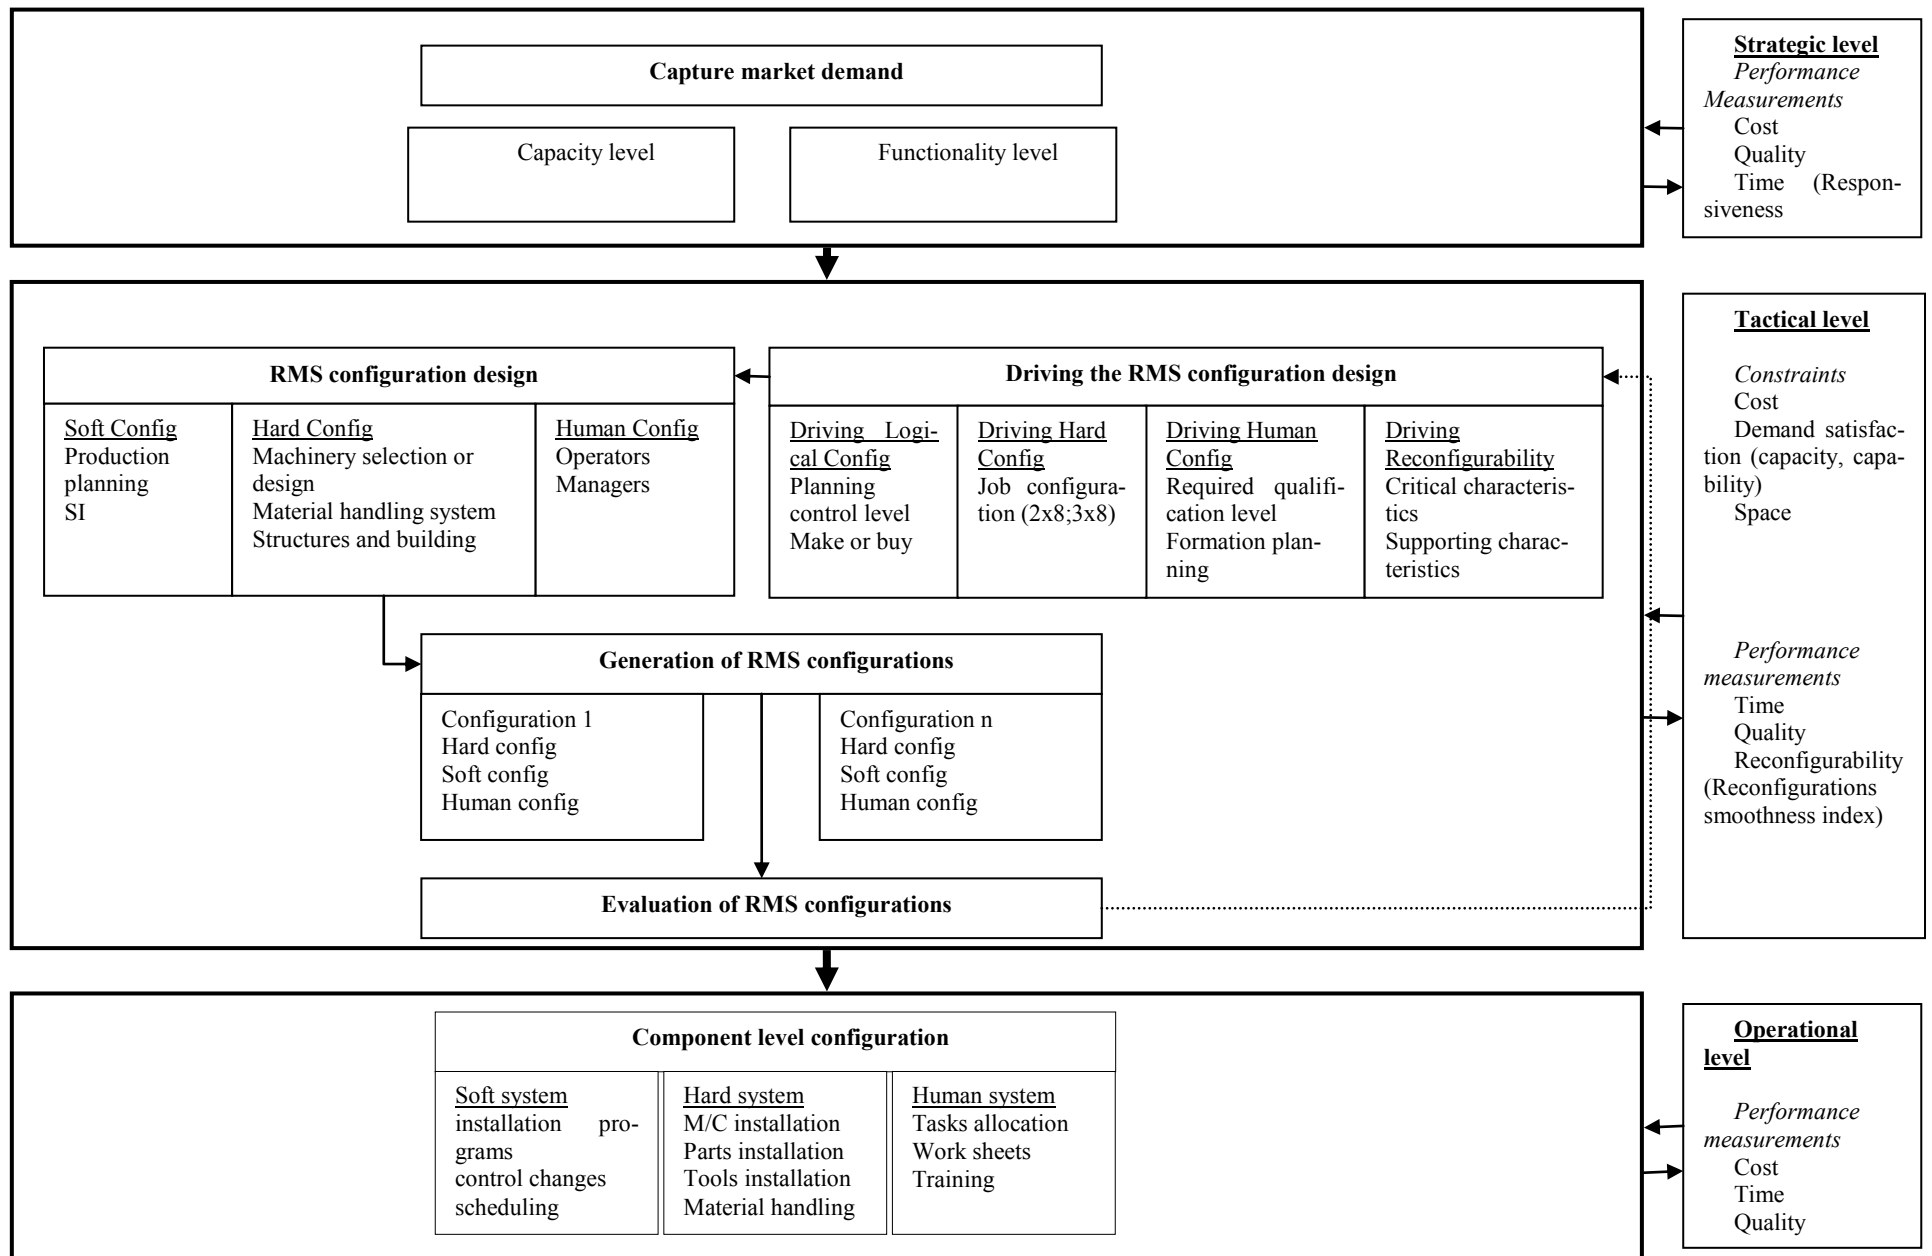 Capture market demand
Capacity level
Functionality level
Strategic level
Performance
Measurements
Cost
Quality
Time (Respon-
siveness
RMS configuration design
Soft Config
Production
planning
SI
Hard Config
Machinery selection or
design
Material handling system
Structures and building
Human Config
Operators
Managers
Driving the RMS configuration design
Driving Logi-
cal Config
Planning
control level
Make or buy
Driving Hard
Config
Job configura-
tion (2x8;3x8)
Driving Human
Config
Required qualifi-
cation level
Formation plan-
ning
Driving
Reconfigurability
Critical characteris-
tics
Supporting charac-
teristics
Generation of RMS configurations
Configuration 1
Hard config
Soft config
Human config
Configuration n
Hard config
Soft config
Human config
Evaluation of RMS configurations
Tactical level
Constraints
Cost
Demand satisfac-
tion (capacity, capa-
bility)
Space
Performance
measurements
Time
Quality
Reconfigurability
(Reconfigurations
smoothness index)
Component level configuration
Soft system
installation pro-
grams
control changes
scheduling
Hard system
M/C installation
Parts installation
Tools installation
Material handling
Human system
Tasks allocation
Work sheets
Training
Operational
level
Performance
measurements
Cost
Time
Quality